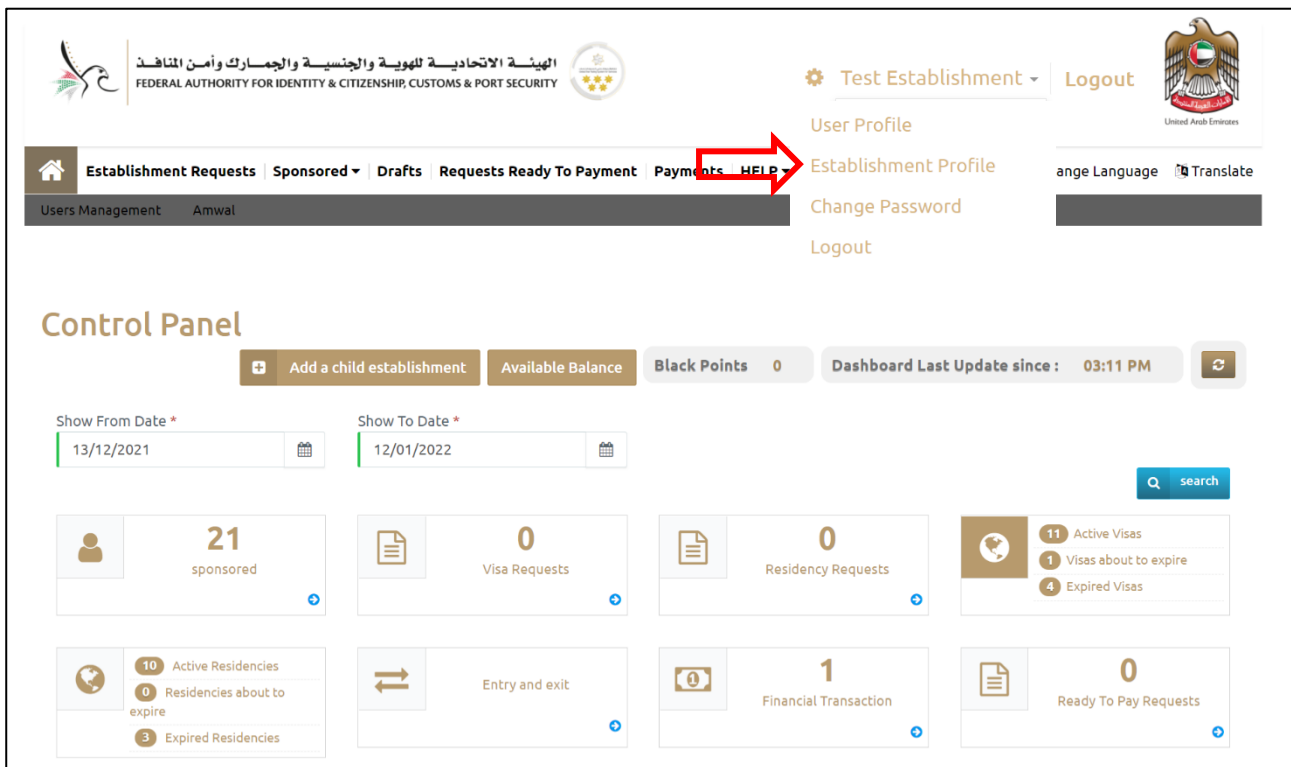 الهيئـــة الاتحاديـــة للهويـــة والجنسيـــة والجمـــارك وأمـن المنافــذ
FEDERAL AUTHORITY FOR IDENTITY & CITIZENSHIP, CUSTOMS & PORT SECURITY
Test Establishment
Logout
United Arab Emirates
User Profile
Establishment Profile
Change Password
Logout
Establishment Requests Sponsored Drafts Requests Ready To Payment Payments HELP ange Language Translate
Users Management Amwal
Control Panel
Add a child establishment
Available Balance
Black Points 0
Dashboard Last Update since : 03:11 PM
Show From Date *
13/12/2021
Show To Date *
12/01/2022
search
21
sponsored
0
Visa Requests
0
Residency Requests
11 Active Visas
1 Visas about to expire
4 Expired Visas
10 Active Residencies
0 Residencies about to
expire
3 Expired Residencies
Entry and exit
1
Financial Transaction
0
Ready To Pay Requests